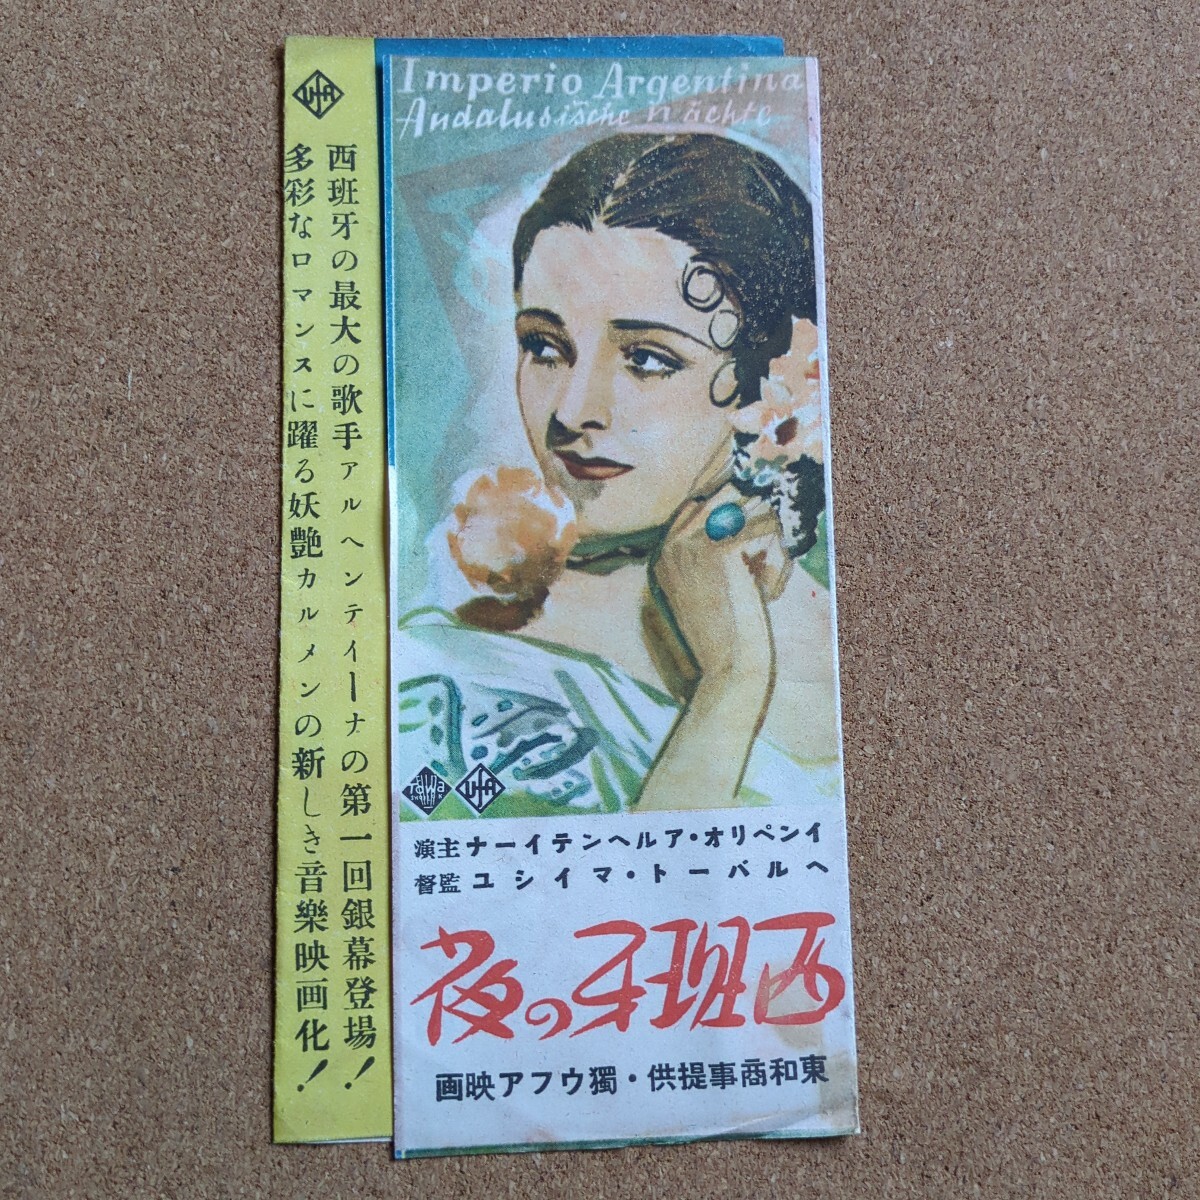 UFA
西班牙の最大の歌手アルヘンティーナの第一回銀幕登場!
多彩なロマンスに躍る妖艶カルメンの新しき音樂映画化!
Imperio Argentina
Andalusische nächte
Towa
UFA
インペリオ・アルヘンテイーナ主演
ヘルバート・マイシユ監督
西班牙の夜
東和商事提供・獨ウフア映画